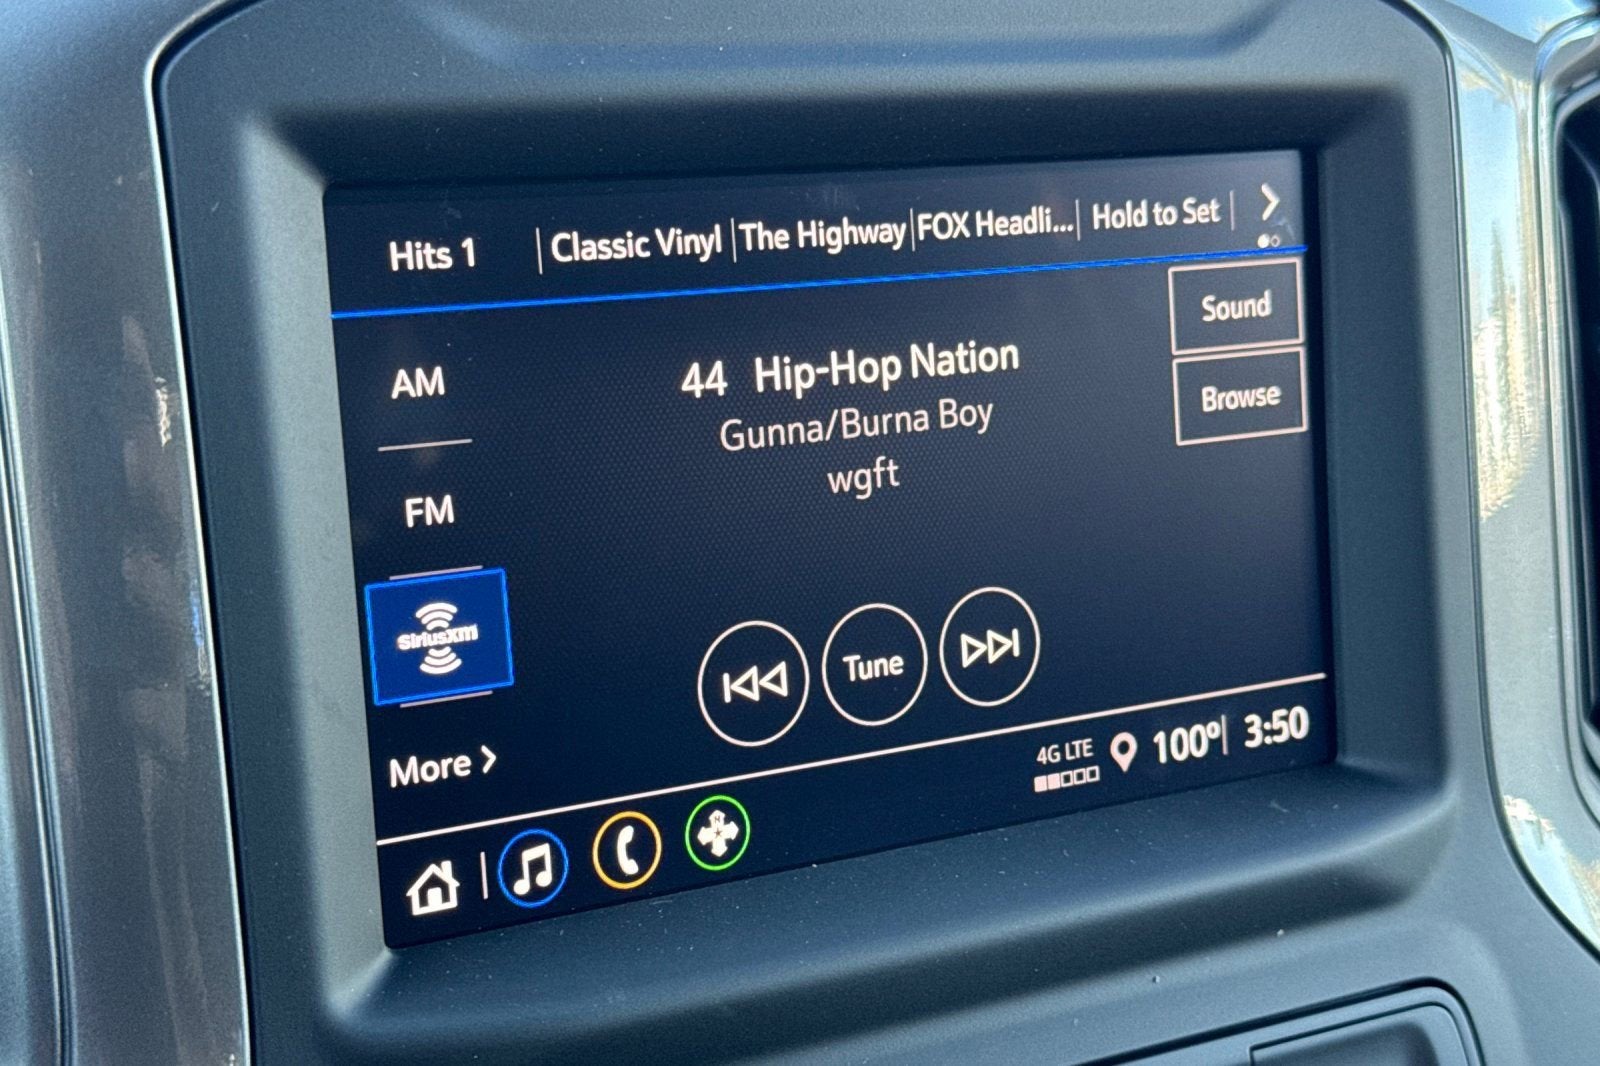 Hits 1 Classic Vinyl The Highway FOX Headli... Hold to Set
Sound
44 Hip-Hop Nation
Browse
Gunna/Burna Boy
wgft
AM
FM
SiriusXM
Tune
More
4G LTE 100° 3:50
N